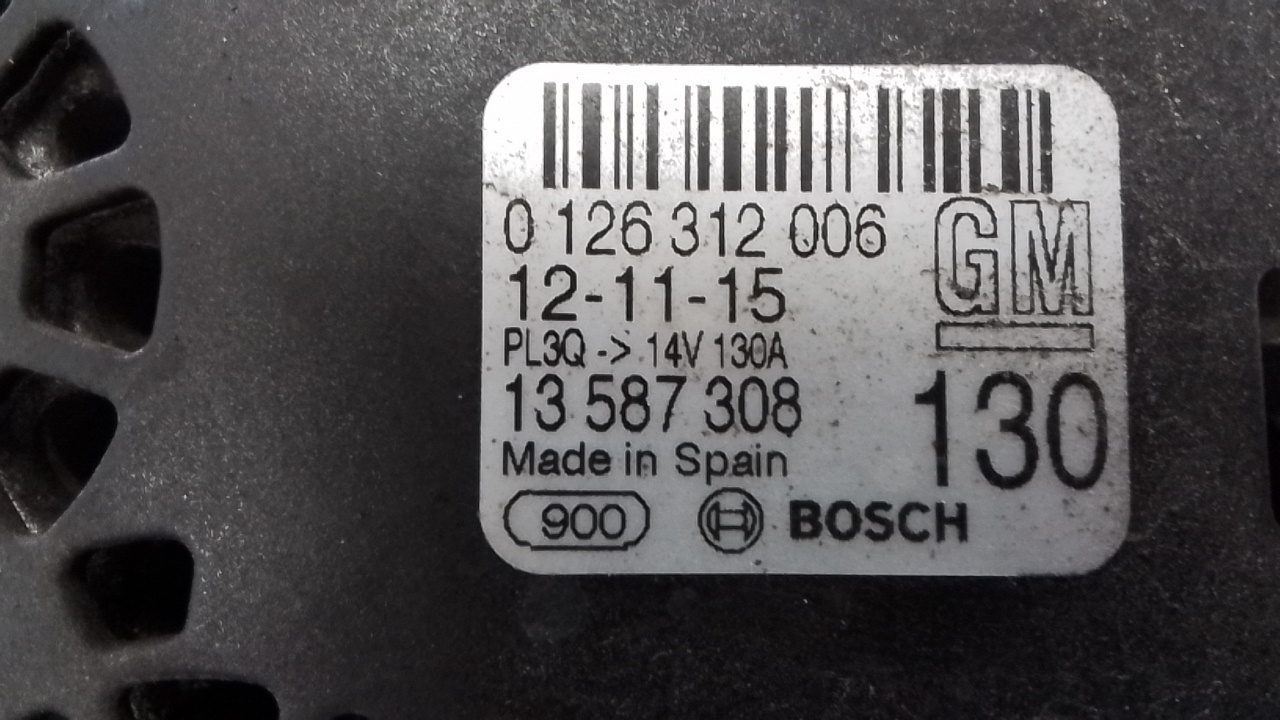 0 126 312 006
GM
12-11-15
PL3Q -> 14V 130A
13 587 308
130
Made in Spain
900
BOSCH